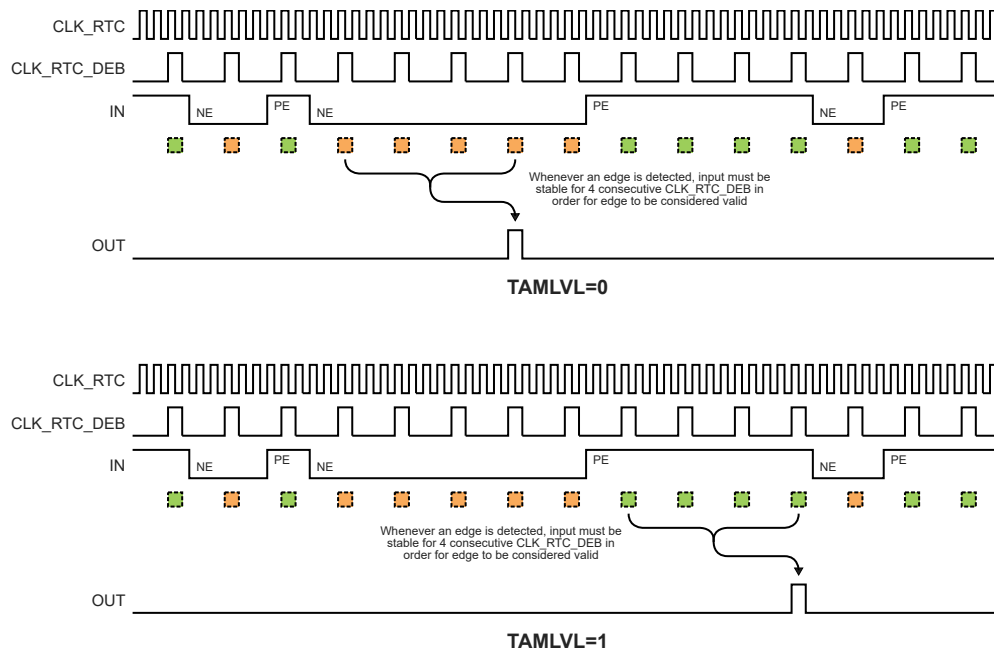 CLK_RTC
CLK_RTC_DEB
IN
NE
PE
NE
PE
NE
PE
Whenever an edge is detected, input must be
stable for 4 consecutive CLK_RTC_DEB in
order for edge to be considered valid
OUT
TAMLVL=0
CLK_RTC
CLK_RTC_DEB
IN
NE
PE
NE
PE
NE
PE
Whenever an edge is detected, input must be
stable for 4 consecutive CLK_RTC_DEB in
order for edge to be considered valid
OUT
TAMLVL=1